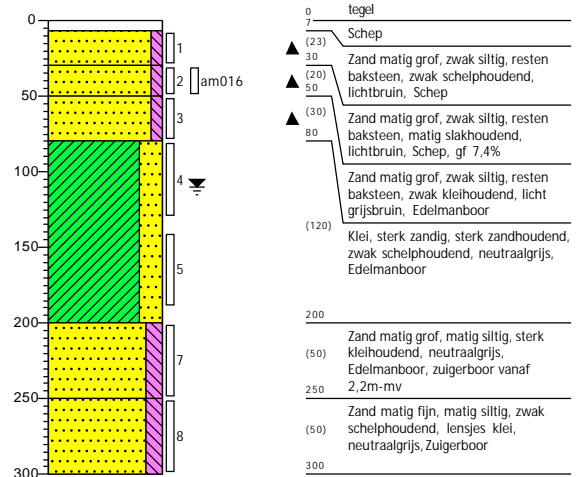 0
50
100
150
200
250
300
1
2
am016
3
4
5
7
8
0
tegel
7
Schep
(23)
30
Zand matig grof, zwak siltig, resten
baksteen, zwak schelphoudend,
lichtbruin, Schep
(20)
50
Zand matig grof, zwak siltig, resten
baksteen, matig slakhoudend,
lichtbruin, Schep, gf 7,4%
(30)
80
Zand matig grof, zwak siltig, resten
baksteen, zwak kleihoudend, licht
grijsbruin, Edelmanboor
(120)
Klei, sterk zandig, sterk zandhoudend,
zwak schelphoudend, neutraalgrijs,
Edelmanboor
200
Zand matig grof, matig siltig, sterk
kleihoudend, neutraalgrijs,
Edelmanboor, zuigerboor vanaf
2,2m-mv
(50)
250
Zand matig fijn, matig siltig, zwak
schelphoudend, lensjes klei,
neutraalgrijs, Zuigerboor
(50)
300